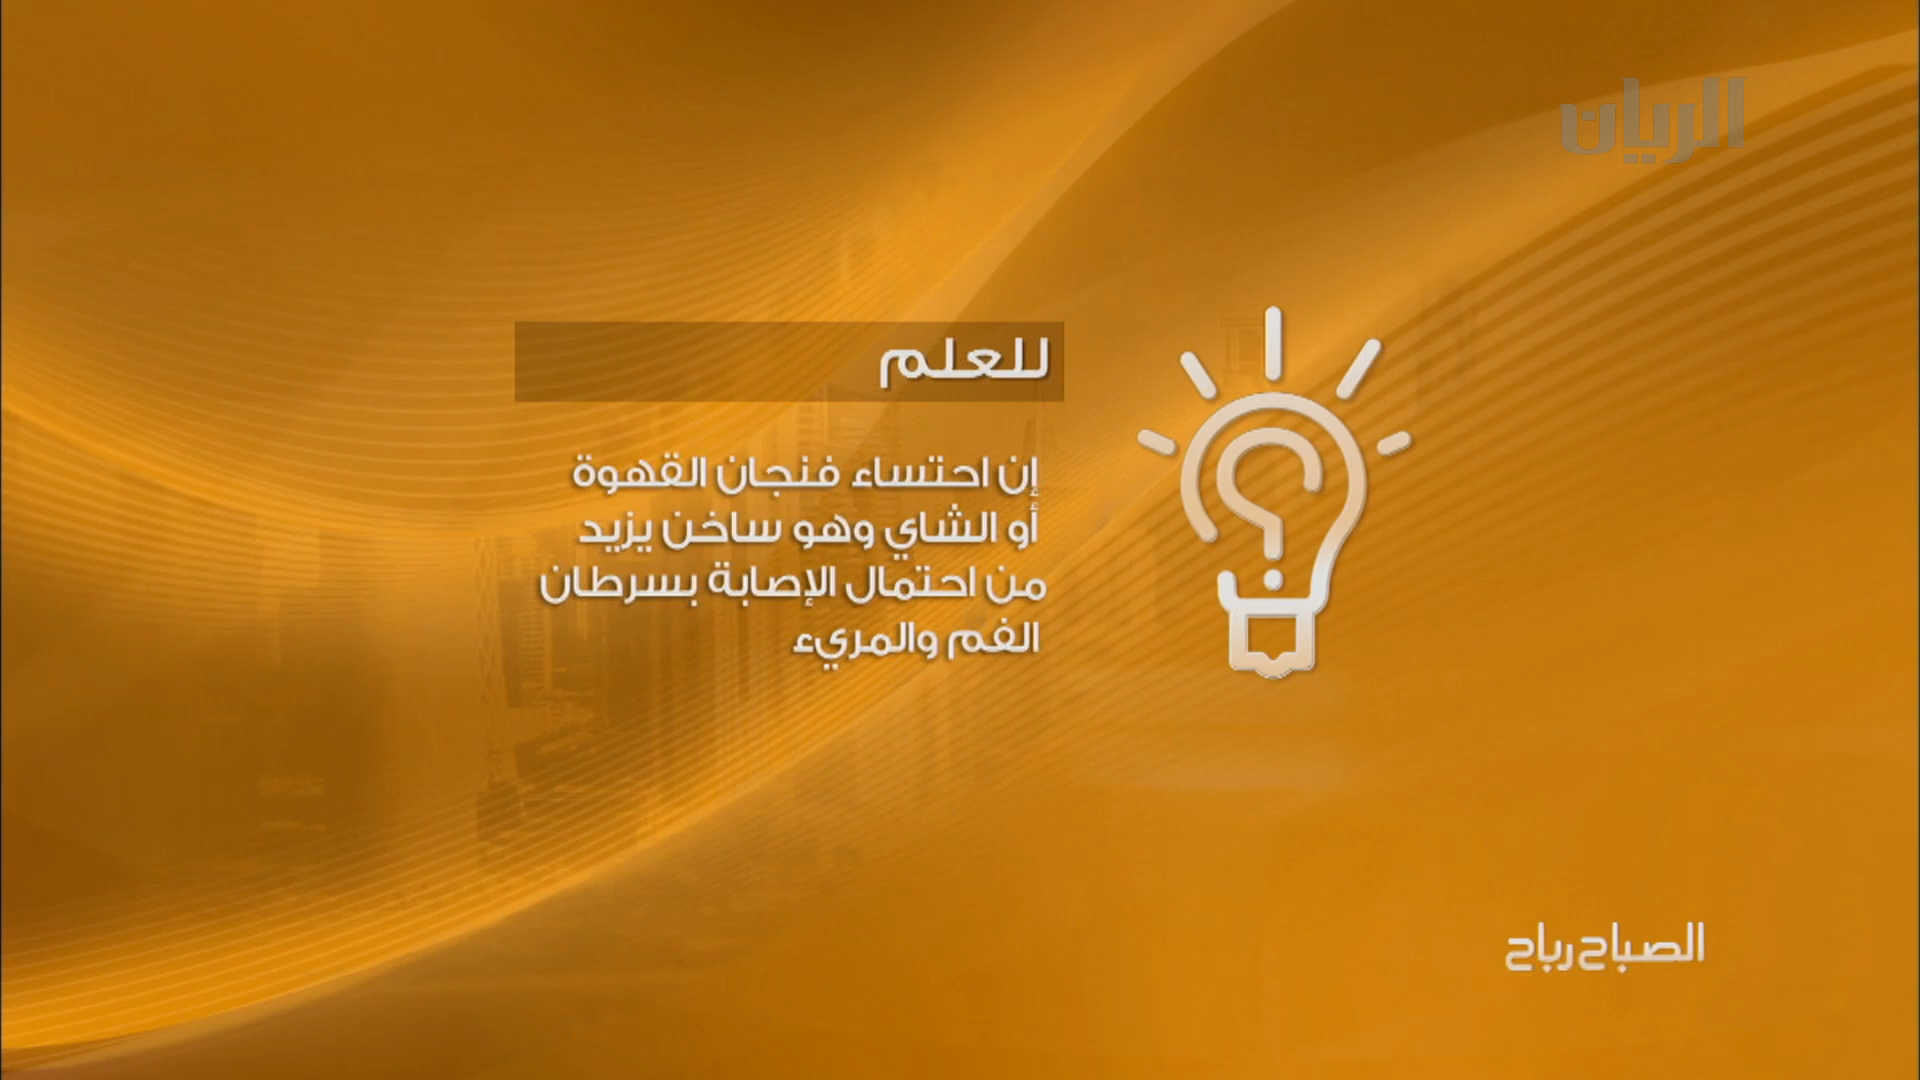 الريان
للعلم
إن احتساء فنجان القهوة
أو الشاي وهو ساخن يزيد
من احتمال الإصابة بسرطان
الفم والمريء
الصباح رباح